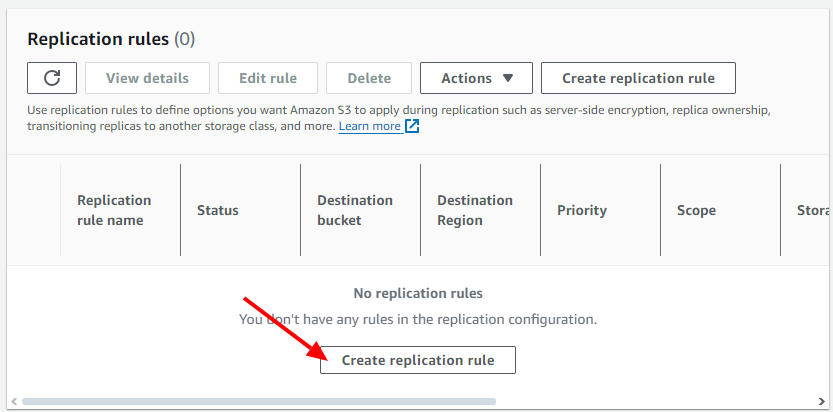 Replication rules (0)
View details Edit rule Delete Actions Create replication rule
Use replication rules to define options you want Amazon S3 to apply during replication such as server-side encryption, replica ownership,
transitioning replicas to another storage class, and more. Learn more
Replication
rule name
Status
Destination
bucket
Destination
Region
Priority
Scope
Stora
No replication rules
You don't have any rules in the replication configuration.
Create replication rule